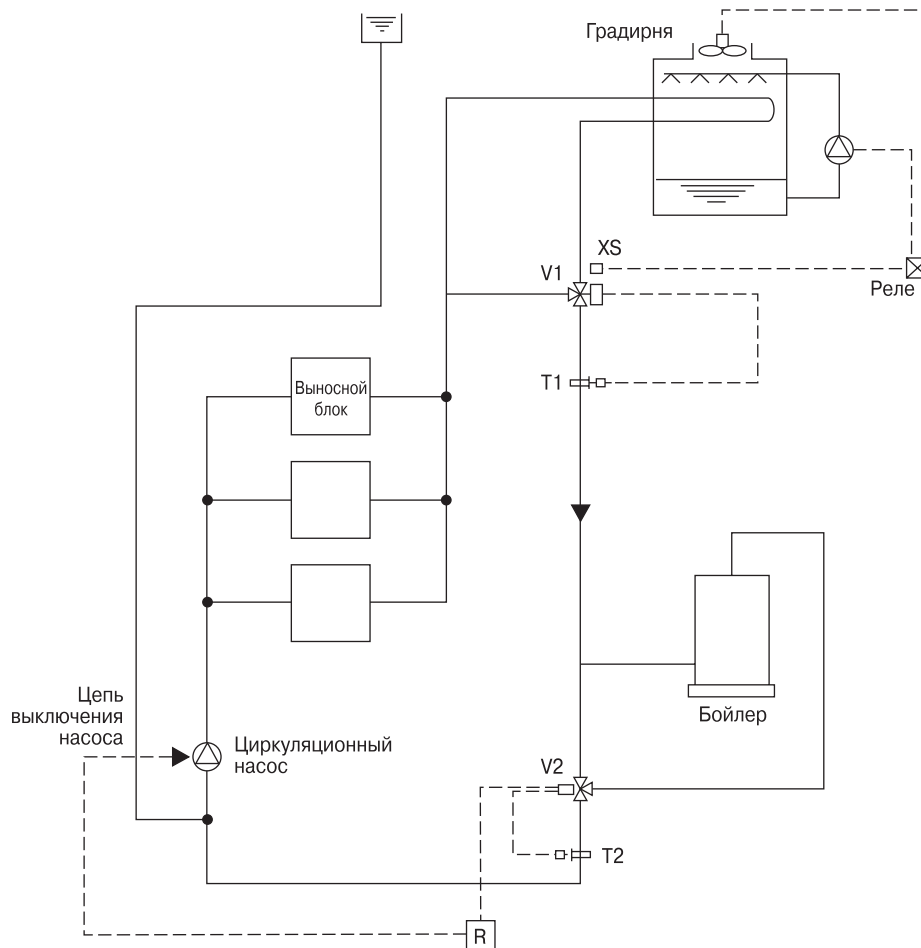 Градирня
XS
V1
Реле
T1
Выносной
блок
Цепь
выключения
насоса
Бойлер
Циркуляционный
насос
V2
T2
R